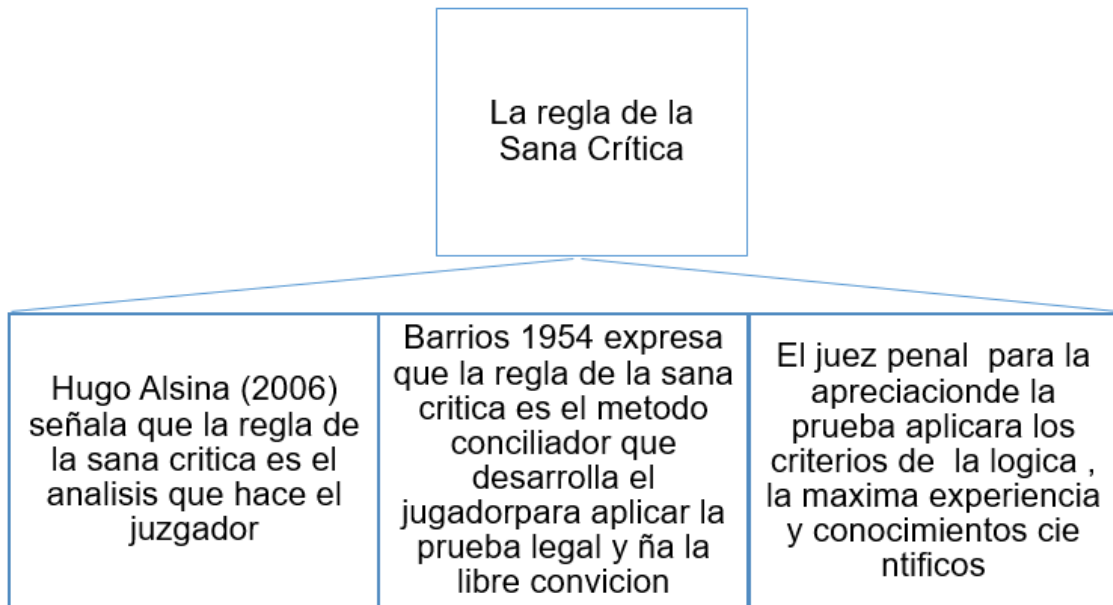 La regla de la
Sana Crítica
Hugo Alsina (2006)
señala que la regla de
la sana critica es el
analisis que hace el
juzgador
Barrios 1954 expresa
que la regla de la sana
critica es el metodo
conciliador que
desarrolla el
jugadorpara aplicar la
prueba legal y ña la
libre convicion
El juez penal  para la
apreciacionde la
prueba aplicara los
criterios de  la logica ,
la maxima experiencia
y conocimientos cie
ntificos